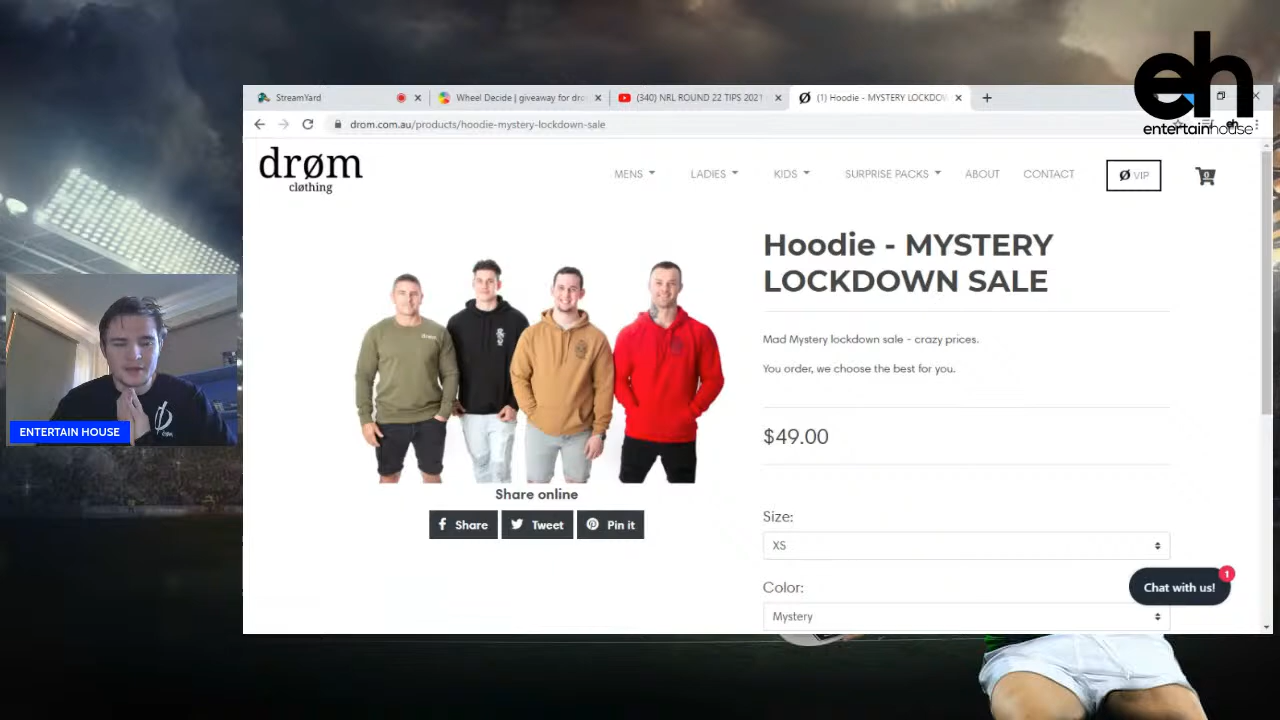 eh
entertainhouse
StreamYard
Wheel Decide | giveaway for dro
(340) NRL ROUND 22 TIPS 2021
(1) Hoodie - MYSTERY LOCKDOW
drom.com.au/products/hoodie-mystery-lockdown-sale
drøm
cløthing
MENS
LADIES
KIDS
SURPRISE PACKS
ABOUT
CONTACT
Ø VIP
0
Hoodie - MYSTERY
LOCKDOWN SALE
Mad Mystery lockdown sale - crazy prices.
You order, we choose the best for you.
$49.00
Share online
Share
Tweet
Pin it
Size:
XS
Color:
Mystery
Chat with us!
1
ENTERTAIN HOUSE